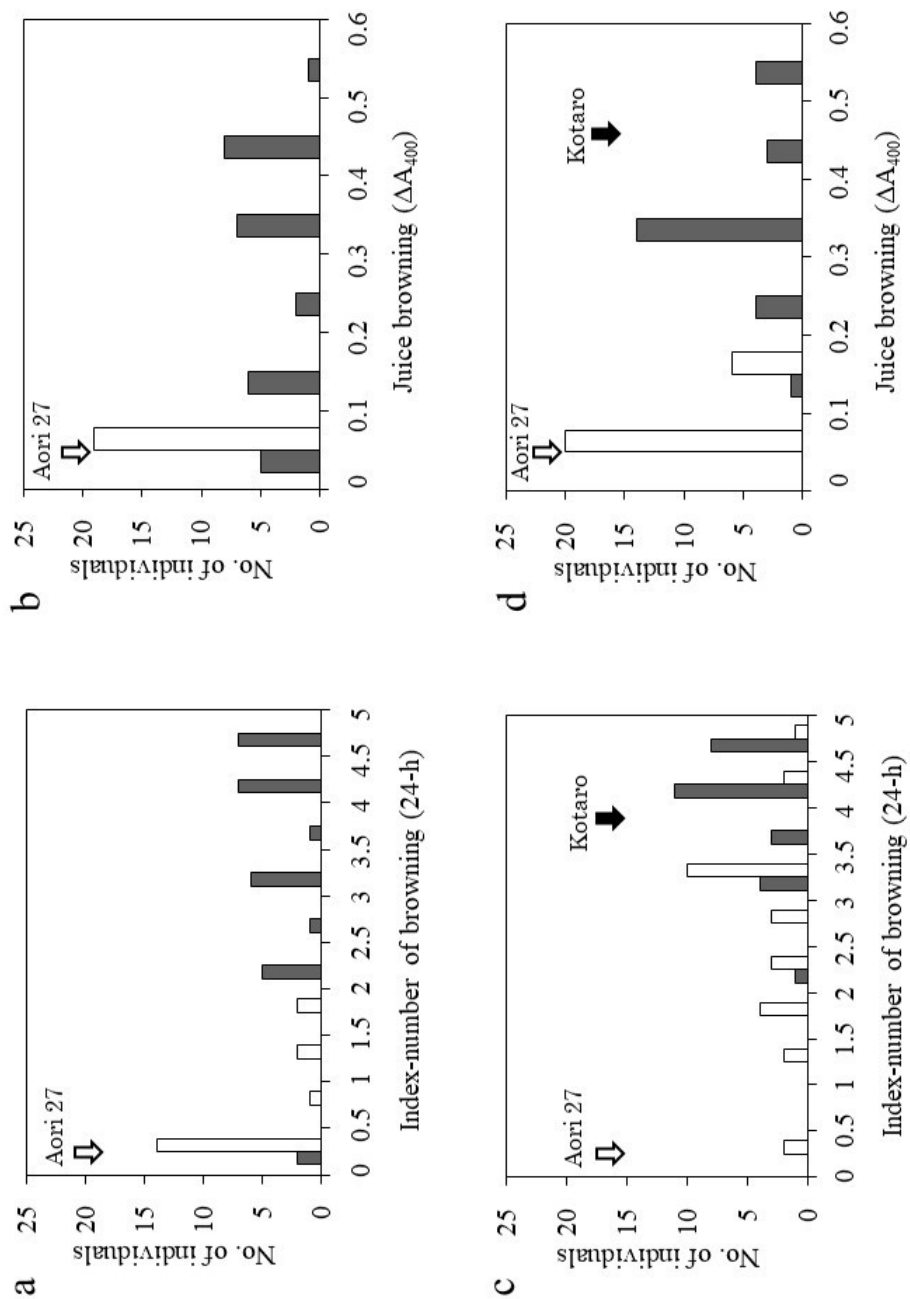 a
25
20
15
10
5
0
No. of individuals
Aori 27
0 0.5 1 1.5 2 2.5 3 3.5 4 4.5 5
Index-number of browning (24-h)
b
25
20
15
10
5
0
No. of individuals
Aori 27
0 0.1 0.2 0.3 0.4 0.5 0.6
Juice browning (ΔA₄₀₀)
c
25
20
15
10
5
0
No. of individuals
Aori 27
Kotaro
0 0.5 1 1.5 2 2.5 3 3.5 4 4.5 5
Index-number of browning (24-h)
d
25
20
15
10
5
0
No. of individuals
Aori 27
Kotaro
0 0.1 0.2 0.3 0.4 0.5 0.6
Juice browning (ΔA₄₀₀)